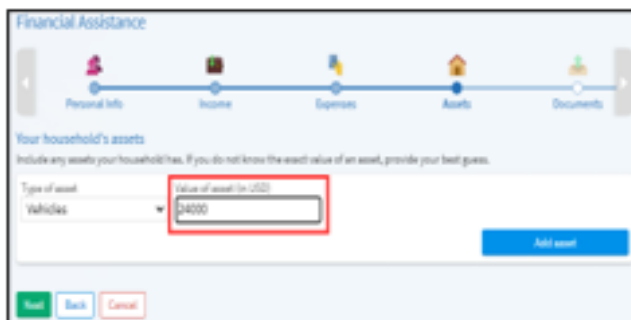 Financial Assistance
Personal Info Income Expenses Assets Documents
Your household's assets
Include any assets your household has. If you do not know the exact value of an asset, provide your best guess.
Type of asset Value of asset (in USD)
Vehicles 24000
Add asset
Next Back Cancel